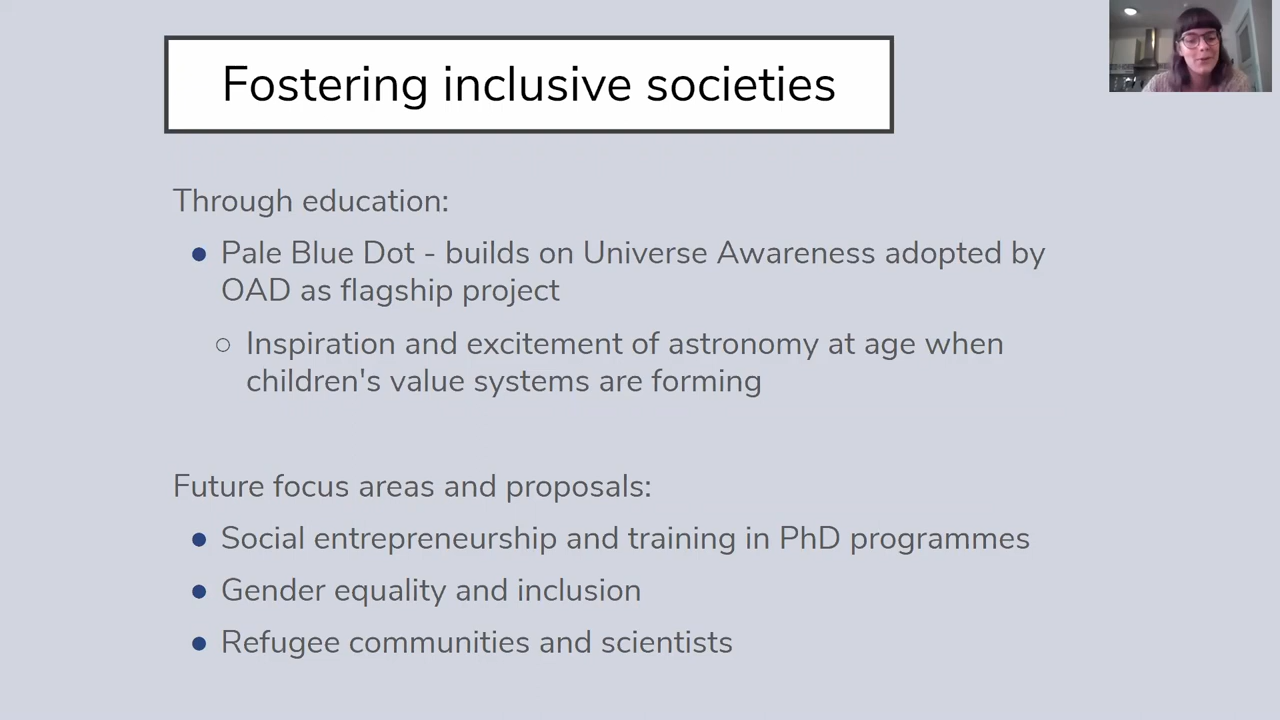 Fostering inclusive societies
Through education:
● Pale Blue Dot - builds on Universe Awareness adopted by
OAD as flagship project
○ Inspiration and excitement of astronomy at age when
children's value systems are forming
Future focus areas and proposals:
● Social entrepreneurship and training in PhD programmes
● Gender equality and inclusion
● Refugee communities and scientists